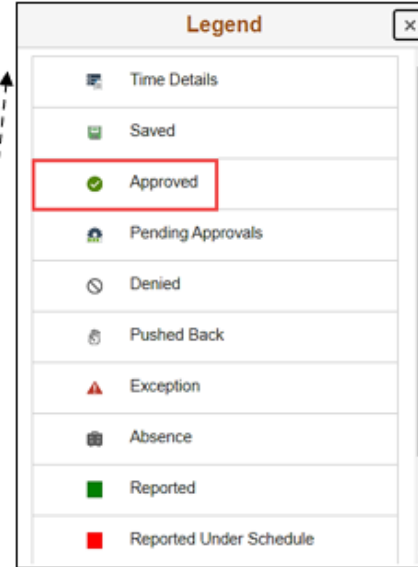 Legend
Time Details
Saved
Approved
Pending Approvals
Denied
Pushed Back
Exception
Absence
Reported
Reported Under Schedule